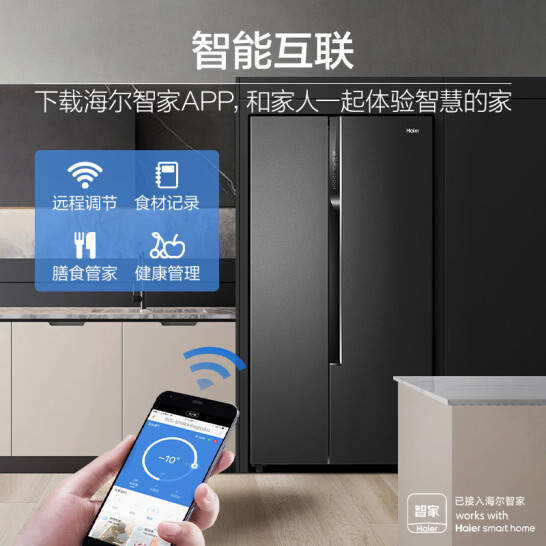 智能互联
下载海尔智家APP, 和家人一起体验智慧的家
Haier
远程调节 食材记录
膳食管家 健康管理
-10°
智家
Haier
已接入海尔智家
works with
Haier smart home